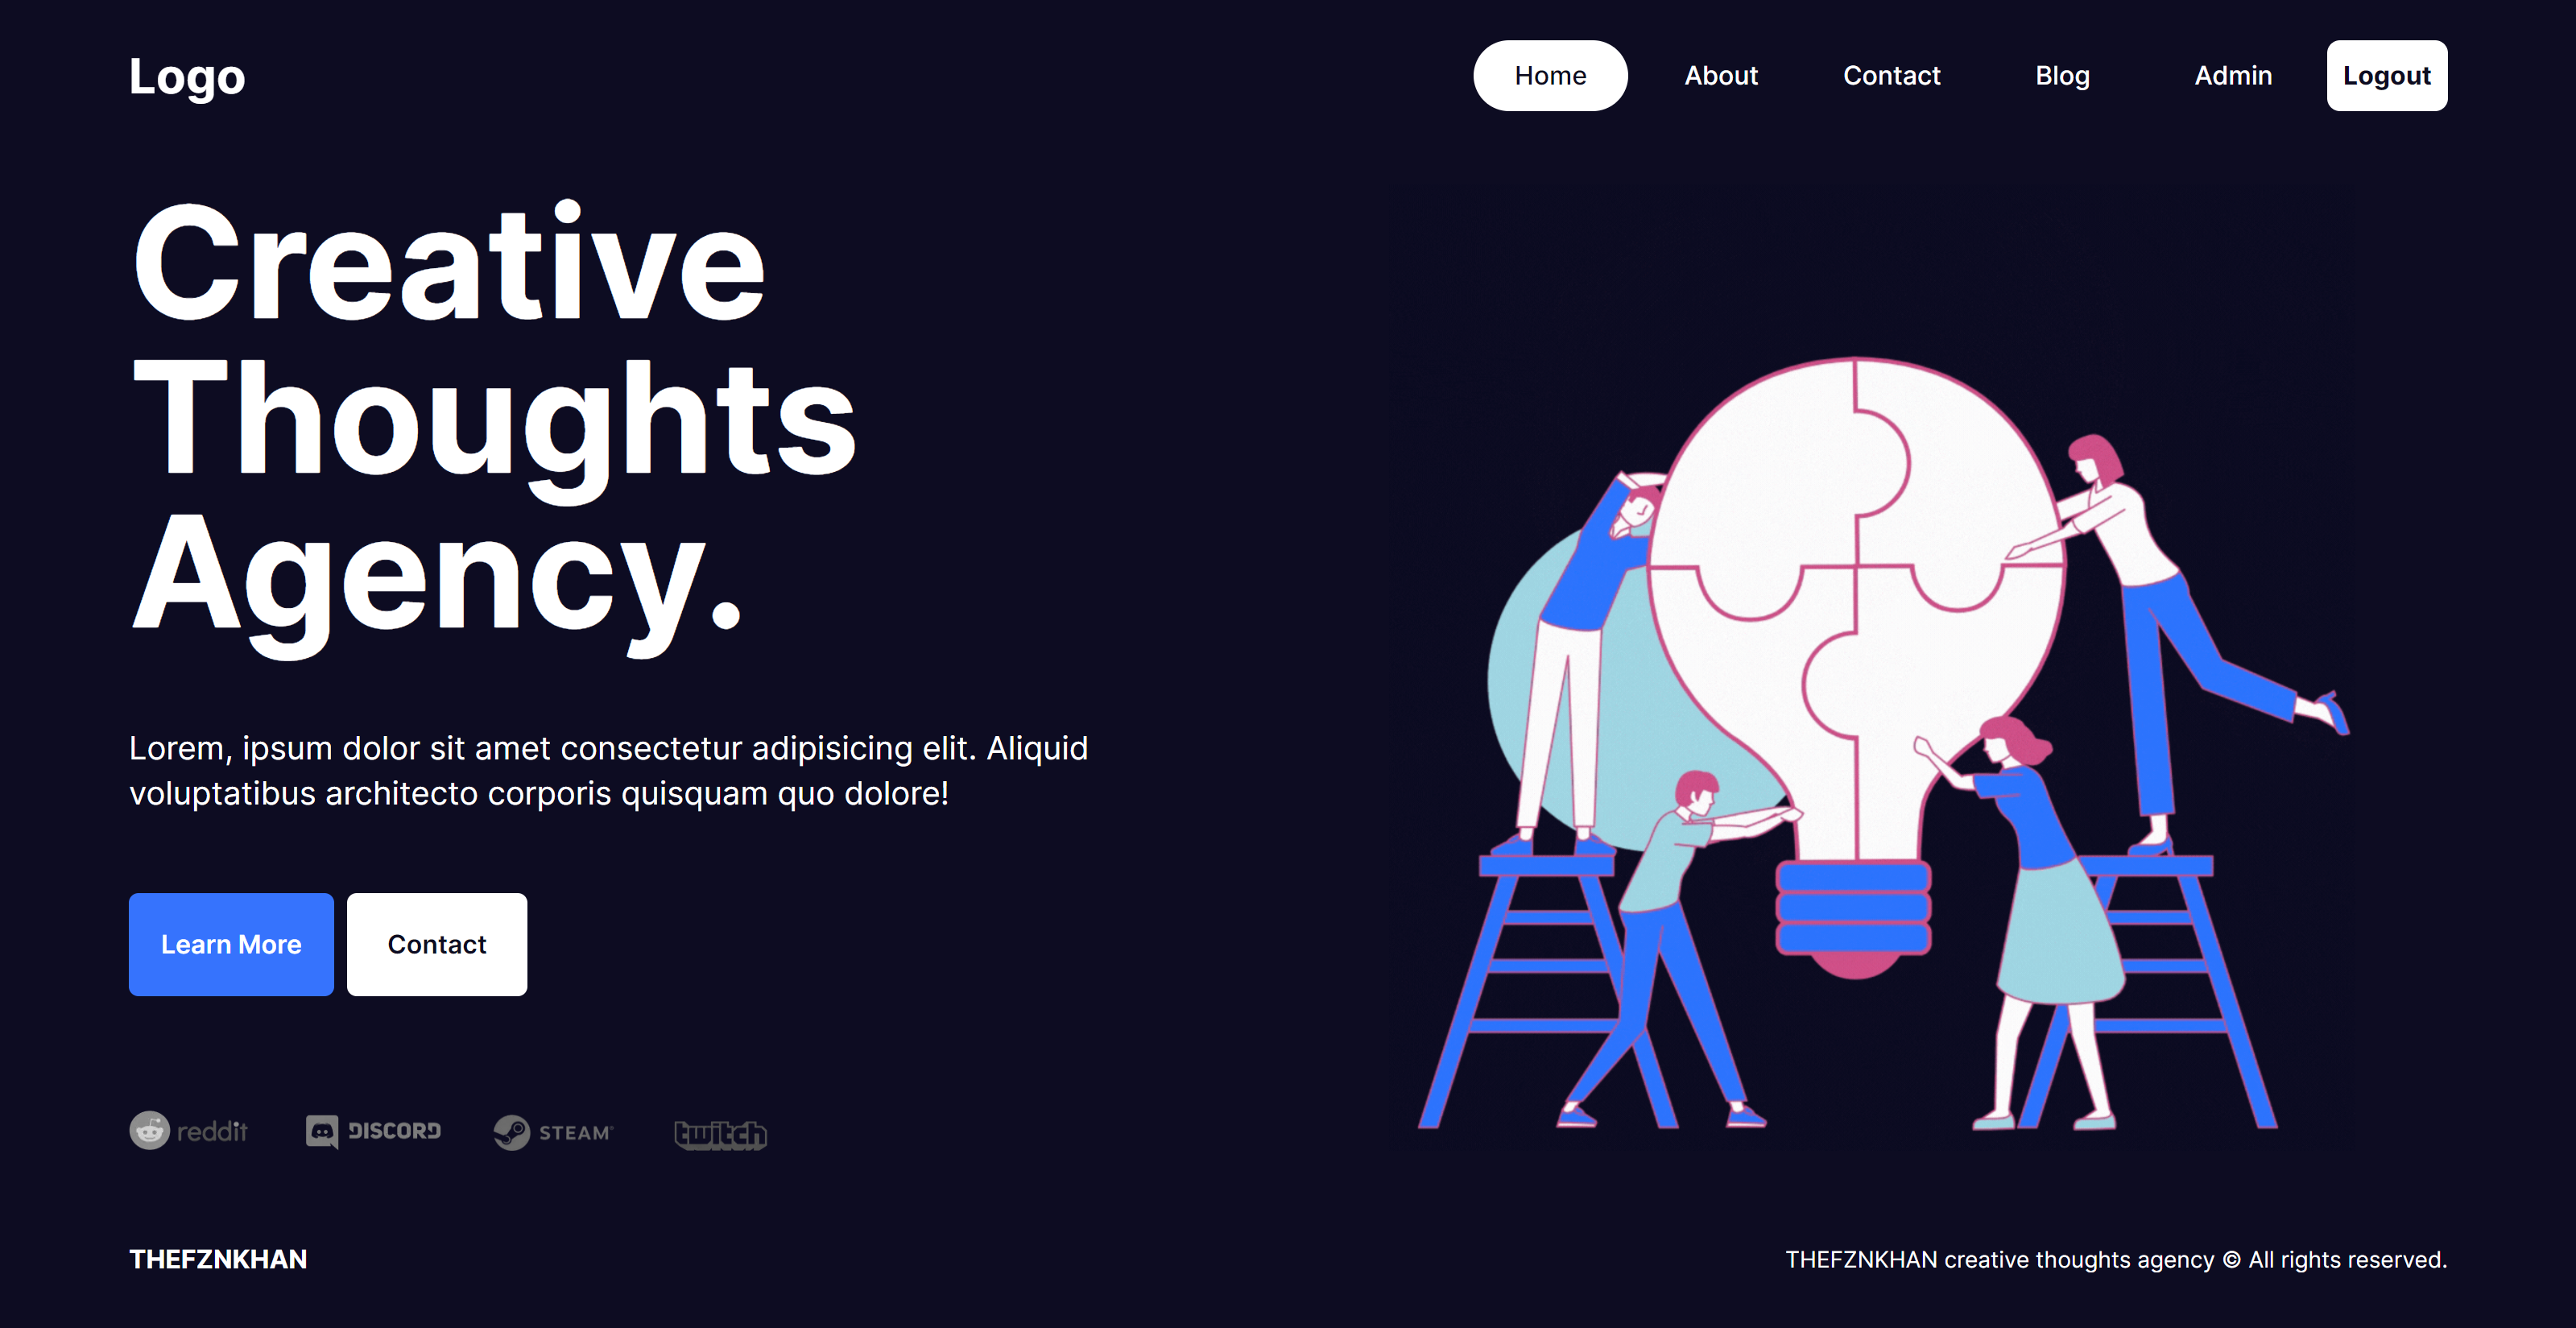 Logo
Home About Contact Blog Admin Logout
Creative
Thoughts
Agency.
Lorem, ipsum dolor sit amet consectetur adipisicing elit. Aliquid
voluptatibus architecto corporis quisquam quo dolore!
Learn More Contact
reddit DISCORD STEAM twitch
THEFZNKHAN THEFZNKHAN creative thoughts agency © All rights reserved.